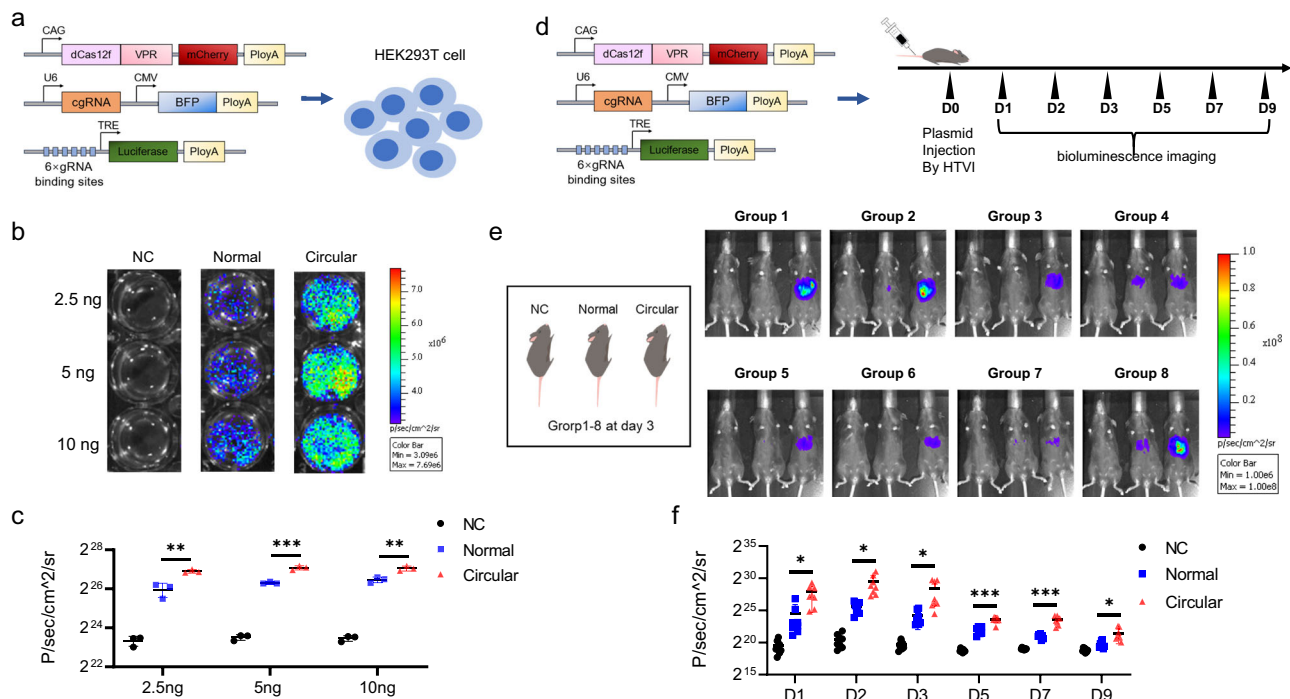 a
CAG
dCas12f VPR mCherry PloyA
U6 CMV
cgRNA BFP PloyA
TRE
Luciferase PloyA
6×gRNA
binding sites
HEK293T cell
d
CAG
dCas12f VPR mCherry PloyA
U6 CMV
cgRNA BFP PloyA
TRE
Luciferase PloyA
6×gRNA
binding sites
D0 D1 D2 D3 D5 D7 D9
Plasmid
Injection
By HTVI
bioluminescence imaging
b
NC Normal Circular
2.5 ng
5 ng
10 ng
7.0
6.0
×10^6
5.0
4.0
p/sec/cm^2/sr
Color Bar
Min = 3.09e6
Max = 7.69e6
e
NC Normal Circular
Grorp1-8 at day 3
Group 1 Group 2 Group 3 Group 4
Group 5 Group 6 Group 7 Group 8
1.0
0.8
0.6
×10^8
0.4
0.2
p/sec/cm^2/sr
Color Bar
Min = 1.00e6
Max = 1.00e8
c
P/sec/cm^2/sr
2^28
2^26
2^24
2^22
** *** **
2.5ng 5ng 10ng
NC
Normal
Circular
f
P/sec/cm^2/sr
2^35
2^30
2^25
2^20
2^15
* * * *** *** *
D1 D2 D3 D5 D7 D9
NC
Normal
Circular